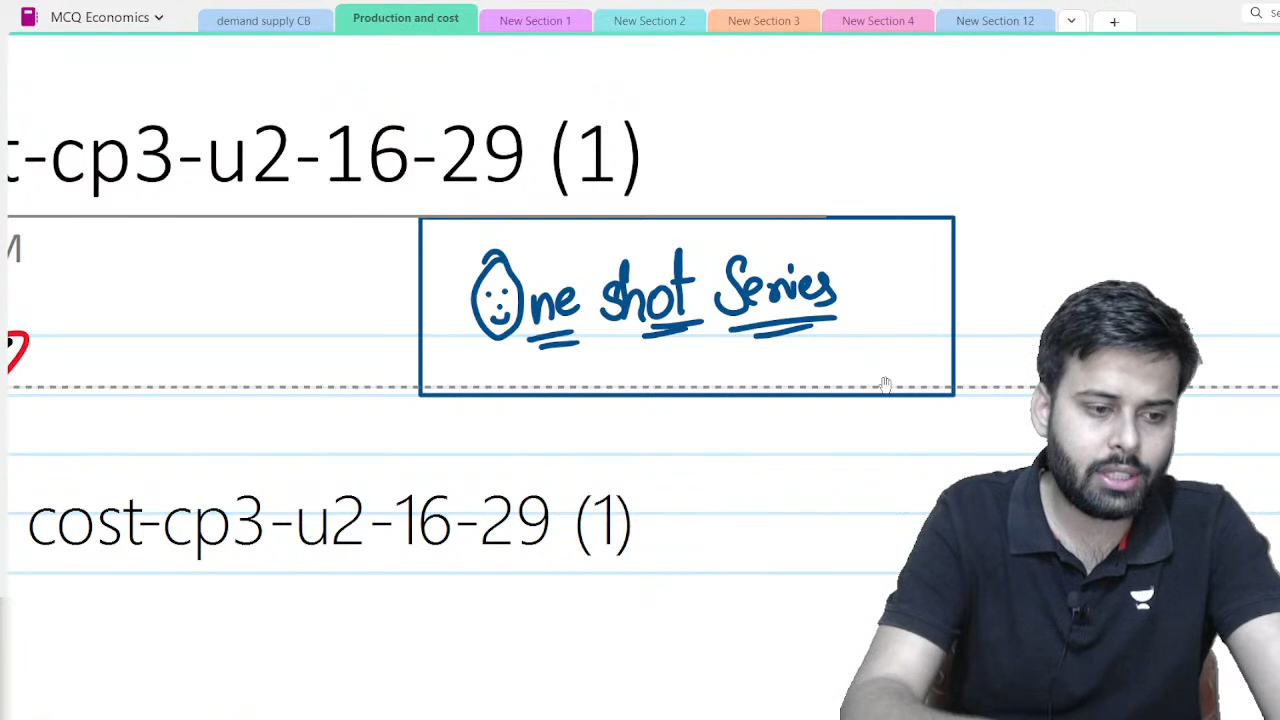 MCQ Economics
demand supply CB
Production and cost
New Section 1
New Section 2
New Section 3
New Section 4
New Section 12
t-cp3-u2-16-29 (1)
M
One shot Series
cost-cp3-u2-16-29 (1)